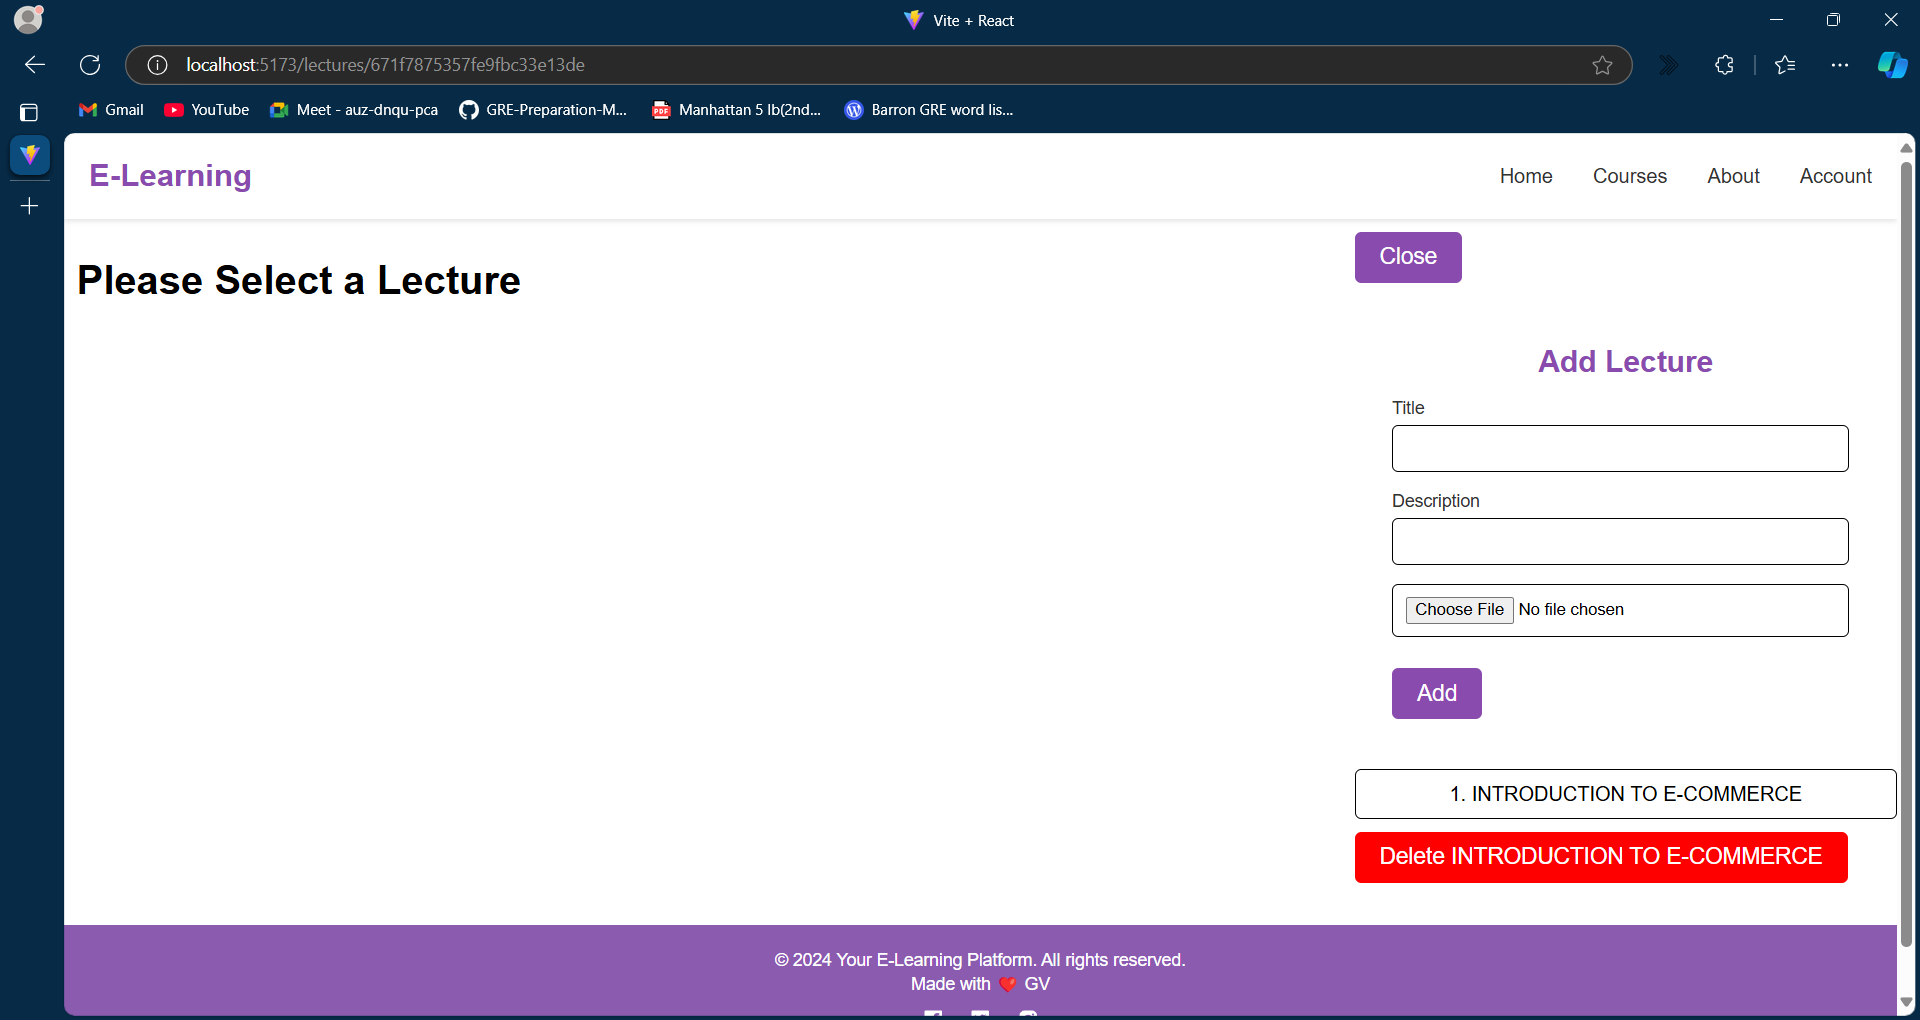 Vite + React
localhost:5173/lectures/671f7875357fe9fbc33e13de
Gmail
YouTube
Meet - auz-dnqu-pca
GRE-Preparation-M...
Manhattan 5 lb(2nd...
Barron GRE word lis...
E-Learning
Home
Courses
About
Account
Please Select a Lecture
Close
Add Lecture
Title
Description
Choose File No file chosen
Add
1. INTRODUCTION TO E-COMMERCE
Delete INTRODUCTION TO E-COMMERCE
© 2024 Your E-Learning Platform. All rights reserved.
Made with ❤️ GV